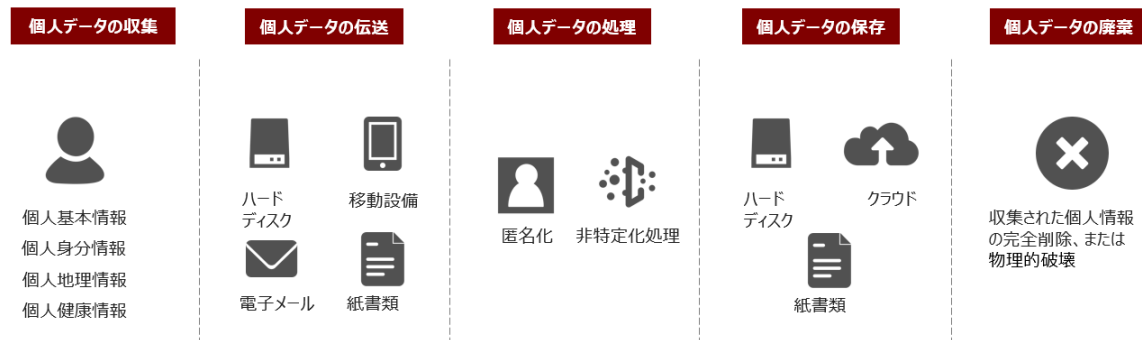 個人データの収集
個人データの伝送
個人データの処理
個人データの保存
個人データの廃棄
個人基本情報
個人身分情報
個人地理情報
個人健康情報
ハード
ディスク
移動設備
電子メール
紙書類
匿名化
非特定化処理
ハード
ディスク
クラウド
紙書類
収集された個人情報
の完全削除、または
物理的破壊